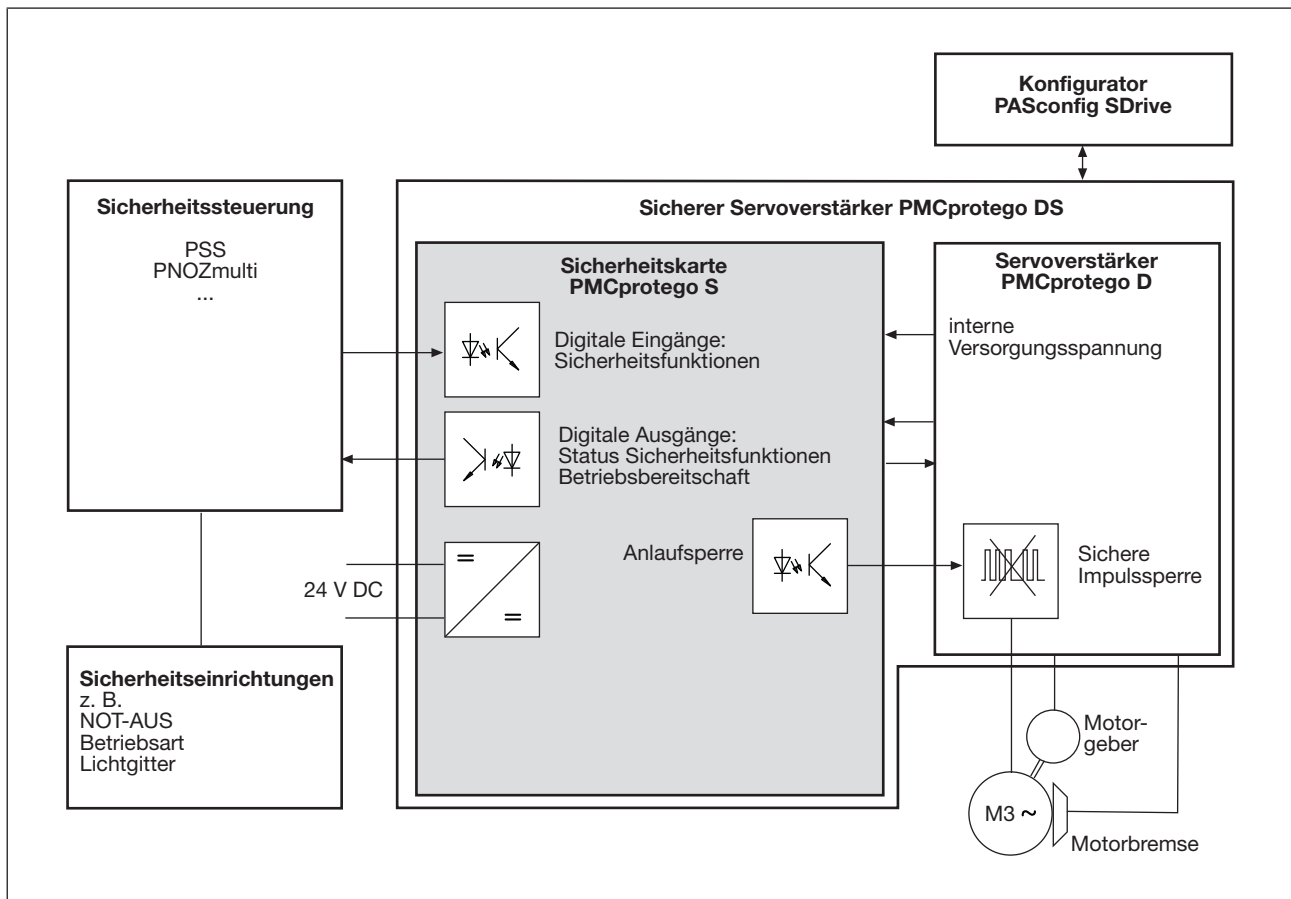 Konfigurator
PASconfig SDrive
Sicherheitssteuerung
PSS
PNOZmulti
...
Sicherer Servoverstärker PMCprotego DS
Sicherheitskarte
PMCprotego S
Digitale Eingänge:
Sicherheitsfunktionen
Digitale Ausgänge:
Status Sicherheitsfunktionen
Betriebsbereitschaft
Anlaufsperre
24 V DC
Servoverstärker
PMCprotego D
interne
Versorgungsspannung
Sichere
Impulssperre
Sicherheitseinrichtungen
z. B.
NOT-AUS
Betriebsart
Lichtgitter
Motor-
geber
M3 ~
Motorbremse